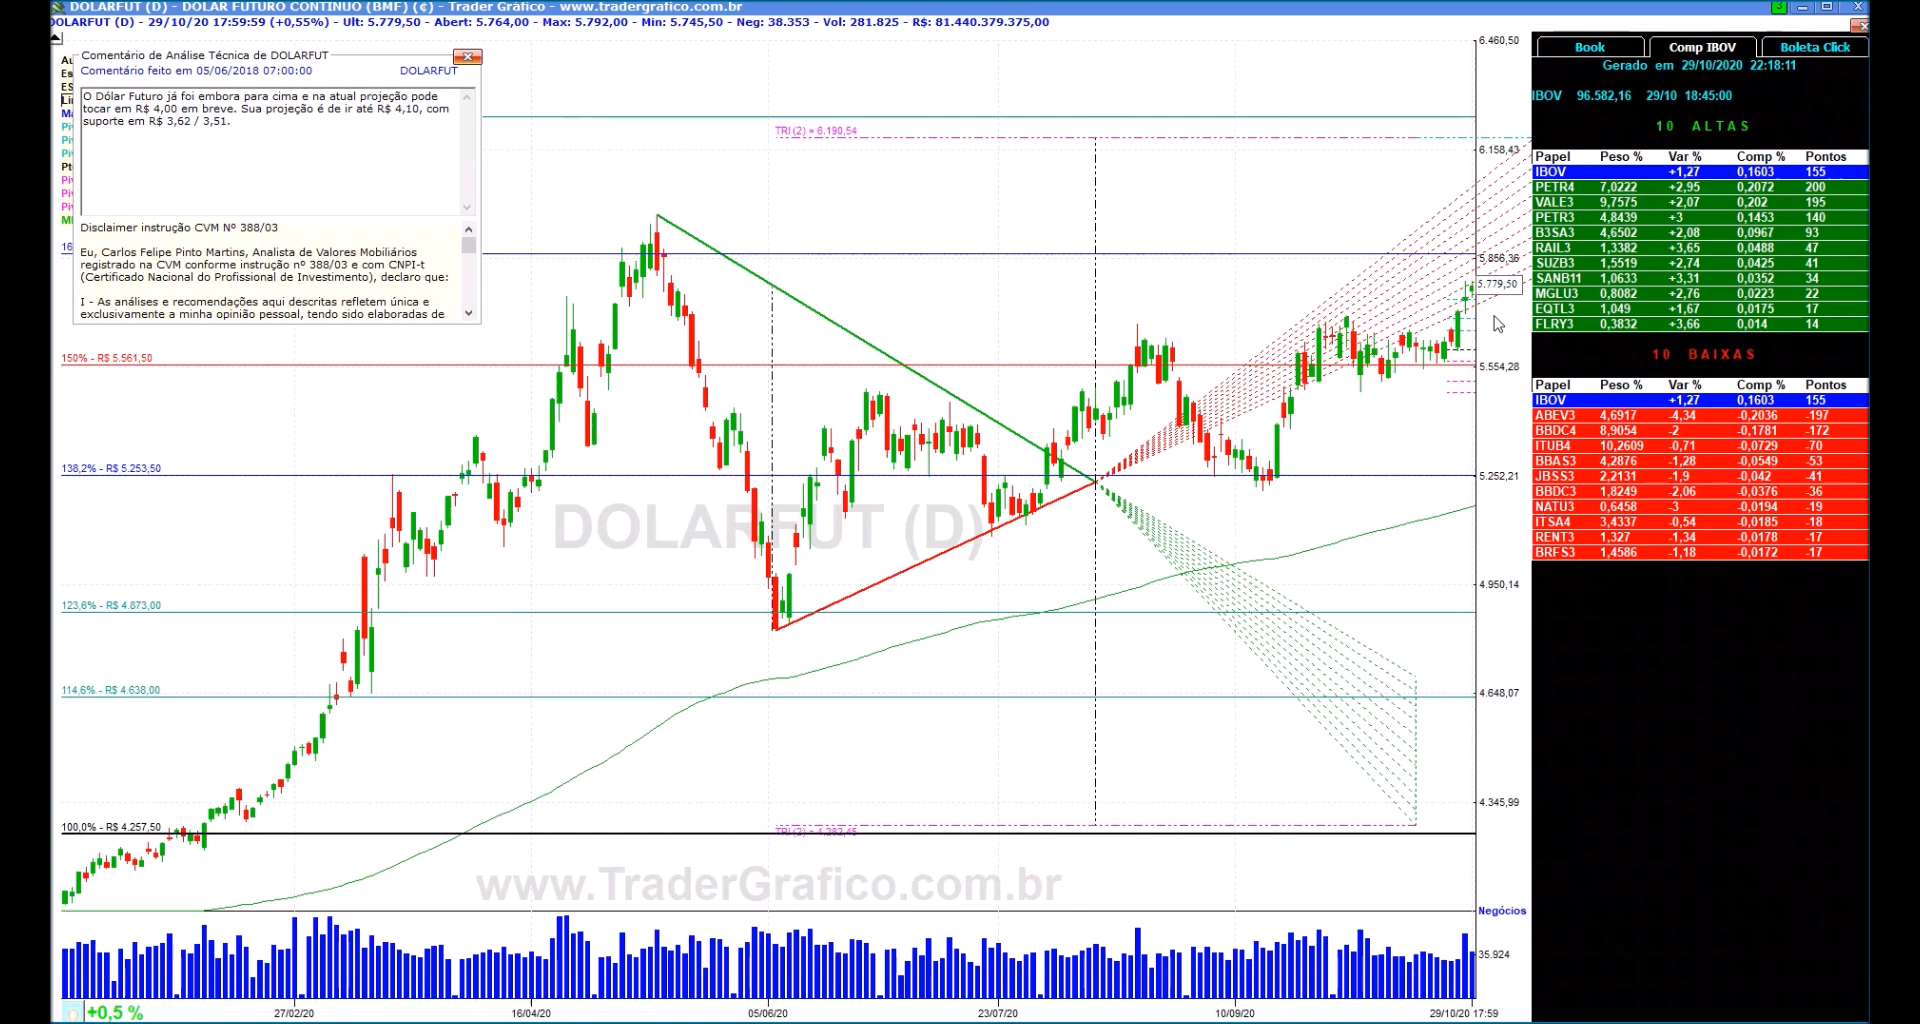 DOLARFUT (D) - DOLAR FUTURO CONTINUO (BMF) (¢) - Trader Gráfico - www.tradergrafico.com.br
3
DOLARFUT (D) - 29/10/20 17:59:59 (+0,55%) - Ult: 5.779,50 - Abert: 5.764,00 - Max: 5.792,00 - Min: 5.745,50 - Neg: 38.353 - Vol: 281.825 - R$: 81.440.379.375,00
Comentário de Análise Técnica de DOLARFUT
Comentário feito em 05/06/2018 07:00:00 DOLARFUT
O Dólar Futuro já foi embora para cima e na atual projeção pode
tocar em R$ 4,00 em breve. Sua projeção é de ir até R$ 4,10, com
suporte em R$ 3,62 / 3,51.
Disclaimer instrução CVM Nº 388/03
Eu, Carlos Felipe Pinto Martins, Analista de Valores Mobiliários
registrado na CVM conforme instrução nº 388/03 e com CNPI-t
(Certificado Nacional do Profissional de Investimento), declaro que:
I - As análises e recomendações aqui descritas refletem única e
exclusivamente a minha opinião pessoal, tendo sido elaboradas de
TRI (2) = 6.190,54
150% - R$ 5.561,50
138,2% - R$ 5.253,50
123,6% - R$ 4.873,00
114,6% - R$ 4.638,00
100,0% - R$ 4.257,50
TRI (2) = 4.282,45
DOLARFUT (D)
www.TraderGrafico.com.br
6.460,50
6.158,43
5.856,36
5.779,50
5.554,28
5.252,21
4.950,14
4.648,07
4.345,99
Negócios
35.924
+0,5 %
27/02/20 16/04/20 05/06/20 23/07/20 10/09/20 29/10/20 17:59
Book Comp IBOV Boleta Click
Gerado em 29/10/2020 22:18:11
IBOV 96.582,16 29/10 18:45:00
10 ALTAS
Papel Peso % Var % Comp % Pontos
IBOV +1,27 0,1603 155
PETR4 7,0222 +2,95 0,2072 200
VALE3 9,7575 +2,07 0,202 195
PETR3 4,8439 +3 0,1453 140
B3SA3 4,6502 +2,08 0,0967 93
RAIL3 1,3382 +3,65 0,0488 47
SUZB3 1,5519 +2,74 0,0425 41
SANB11 1,0633 +3,31 0,0352 34
MGLU3 0,8082 +2,76 0,0223 22
EQTL3 1,049 +1,67 0,0175 17
FLRY3 0,3832 +3,66 0,014 14
10 BAIXAS
Papel Peso % Var % Comp % Pontos
IBOV +1,27 0,1603 155
ABEV3 4,6917 -4,34 -0,2036 -197
BBDC4 8,9054 -2 -0,1781 -172
ITUB4 10,2609 -0,71 -0,0729 -70
BBAS3 4,2876 -1,28 -0,0549 -53
JBSS3 2,2131 -1,9 -0,042 -41
BBDC3 1,8249 -2,06 -0,0376 -36
NATU3 0,6458 -3 -0,0194 -19
ITSA4 3,4337 -0,54 -0,0185 -18
RENT3 1,327 -1,34 -0,0178 -17
BRFS3 1,4586 -1,18 -0,0172 -17